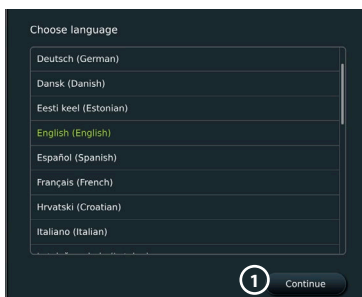 Choose language
Deutsch (German)
Dansk (Danish)
Eesti keel (Estonian)
English (English)
Español (Spanish)
Français (French)
Hrvatski (Croatian)
Italiano (Italian)
1 Continue